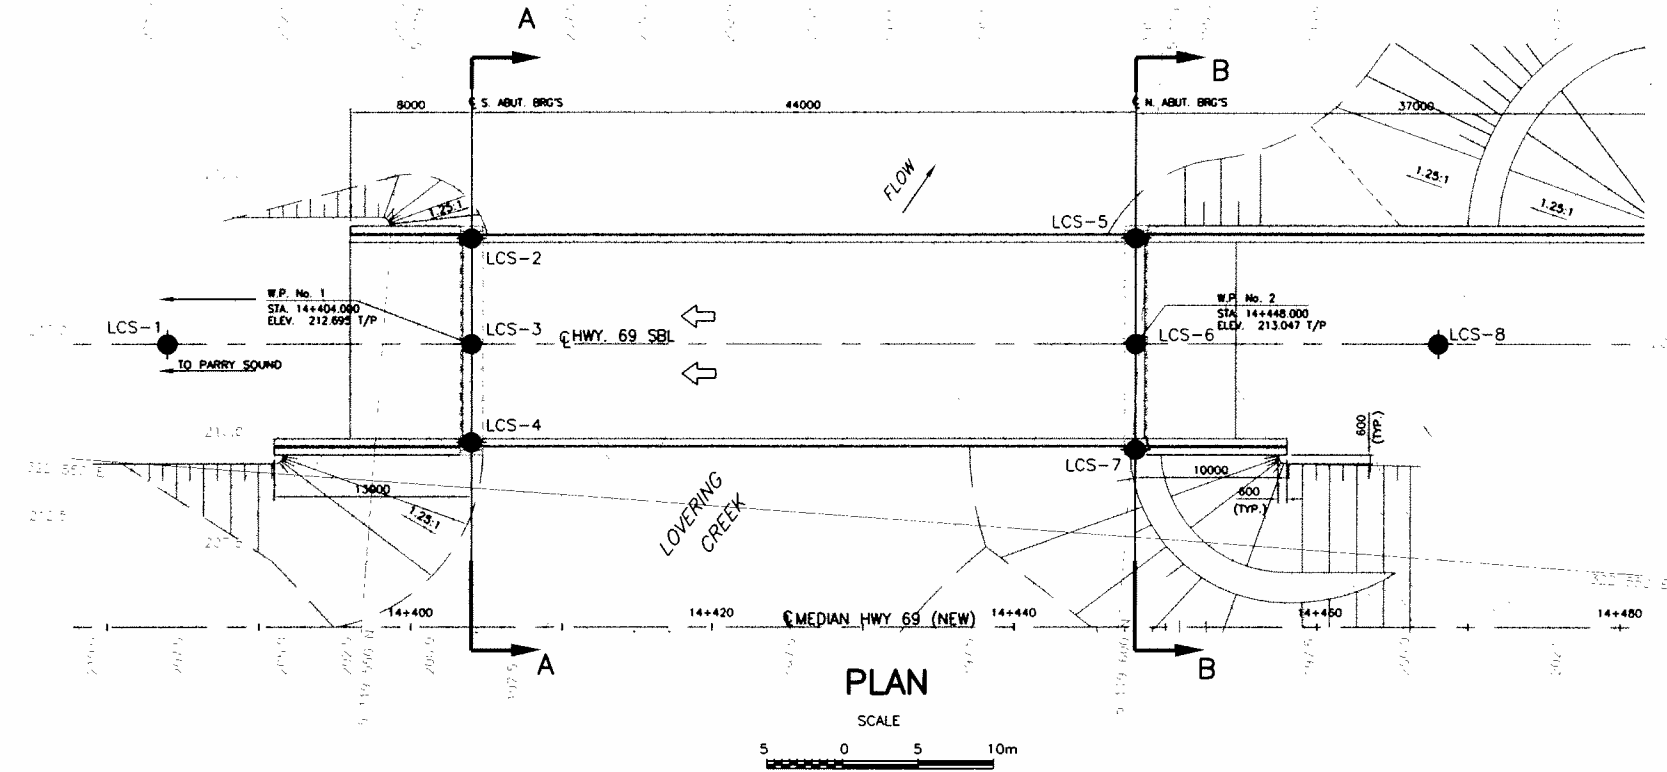 A
B
8000
℄ S. ABUT. BRG'S
44000
℄ N. ABUT. BRG'S
37000
FLOW
1.25:1
1.25:1
1.25:1
LCS-5
LCS-2
W.P. No. 1
STA. 14+404.000
ELEV. 212.695 T/P
W.P. No. 2
STA. 14+448.000
ELEV. 213.047 T/P
LCS-1
LCS-3
℄ HWY. 69 SBL
LCS-6
LCS-8
TO PARRY SOUND
LCS-4
600
(TYP.)
LCS-7
10000
13000
600
(TYP.)
1.25:1
LOVERING
CREEK
14+400
14+420
14+440
14+460
14+480
℄ MEDIAN HWY 69 (NEW)
A
B
PLAN
SCALE
5 0 5 10m